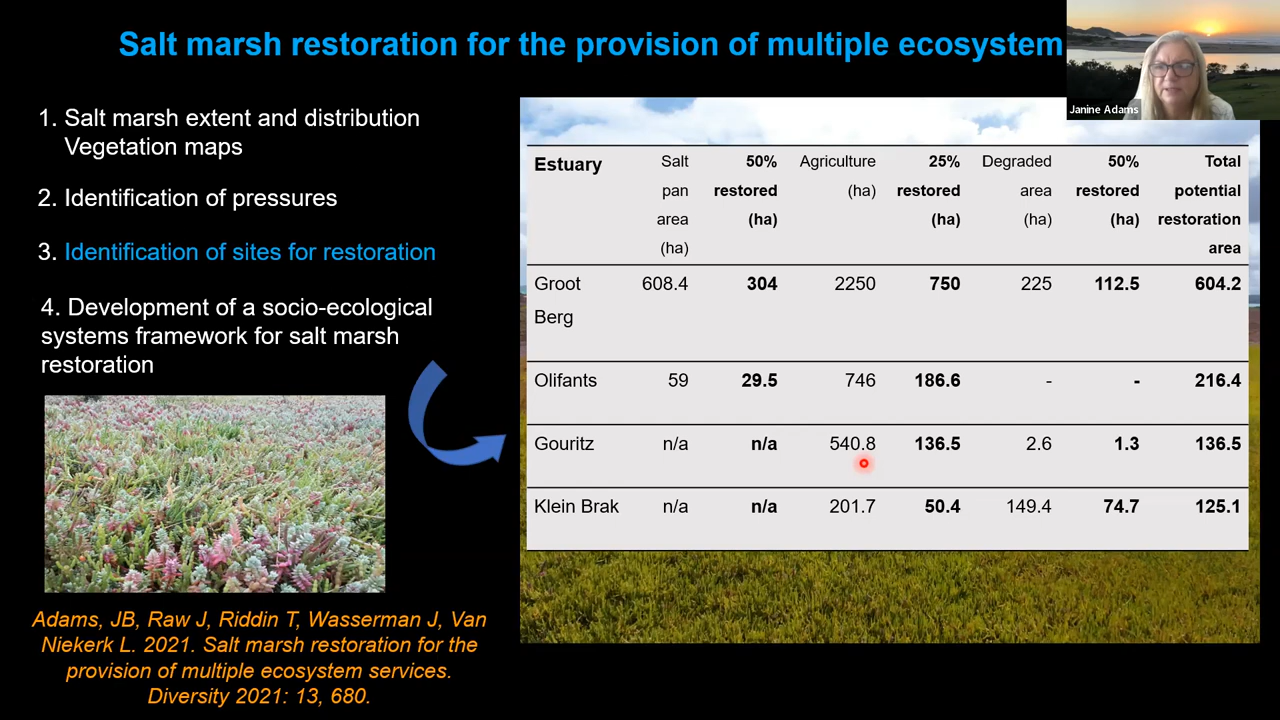 Salt marsh restoration for the provision of multiple ecosystem
Janine Adams
1. Salt marsh extent and distribution
Vegetation maps
2. Identification of pressures
3. Identification of sites for restoration
4. Development of a socio-ecological
systems framework for salt marsh
restoration
Adams, JB, Raw J, Riddin T, Wasserman J, Van
Niekerk L. 2021. Salt marsh restoration for the
provision of multiple ecosystem services.
Diversity 2021: 13, 680.
Estuary Salt 50% Agriculture 25% Degraded 50% Total
pan restored (ha) restored area restored potential
area (ha) (ha) (ha) (ha) restoration
(ha) area
Groot 608.4 304 2250 750 225 112.5 604.2
Berg
Olifants 59 29.5 746 186.6 - - 216.4
Gouritz n/a n/a 540.8 136.5 2.6 1.3 136.5
Klein Brak n/a n/a 201.7 50.4 149.4 74.7 125.1